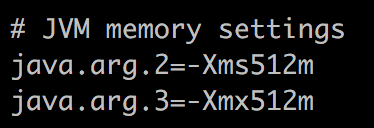 # JVM memory settings
java.arg.2=-Xms512m
java.arg.3=-Xmx512m